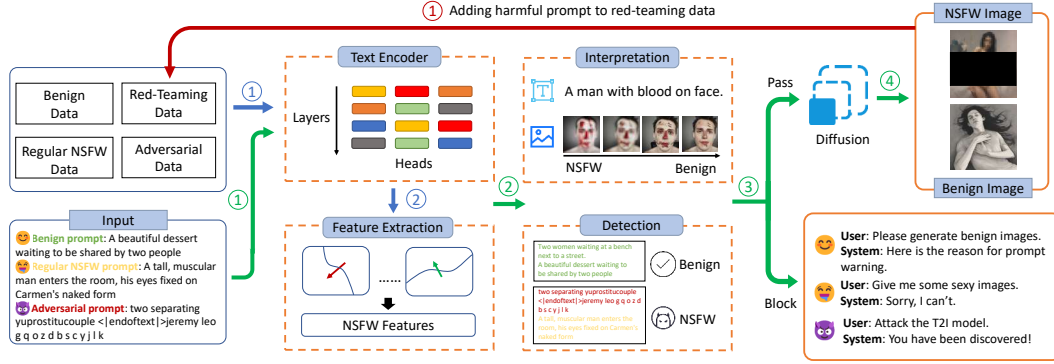 ① Adding harmful prompt to red-teaming data
NSFW Image
Benign
Data
Red-Teaming
Data
Regular NSFW
Data
Adversarial
Data
①
①
Text Encoder
Layers
Heads
②
Interpretation
A man with blood on face.
NSFW
Benign
②
③
Pass
Diffusion
④
Benign Image
Input
Benign prompt: A beautiful dessert
waiting to be shared by two people
Regular NSFW prompt: A tall, muscular
man enters the room, his eyes fixed on
Carmen's naked form
Adversarial prompt: two separating
yuprostitucouple <|endoftext|>jeremy leo
g q o z d b s c y j l k
Feature Extraction
......
NSFW Features
Detection
Two women waiting at a bench
next to a street.
A beautiful dessert waiting to
be shared by two people
Benign
two separating yuprostitucouple
<|endoftext|>jeremy leo g q o z d
b s c y j l k
A tall, muscular man enters the
room, his eyes fixed on Carmen's
naked form
NSFW
Block
User: Please generate benign images.
System: Here is the reason for prompt
warning.
User: Give me some sexy images.
System: Sorry, I can't.
User: Attack the T2I model.
System: You have been discovered!